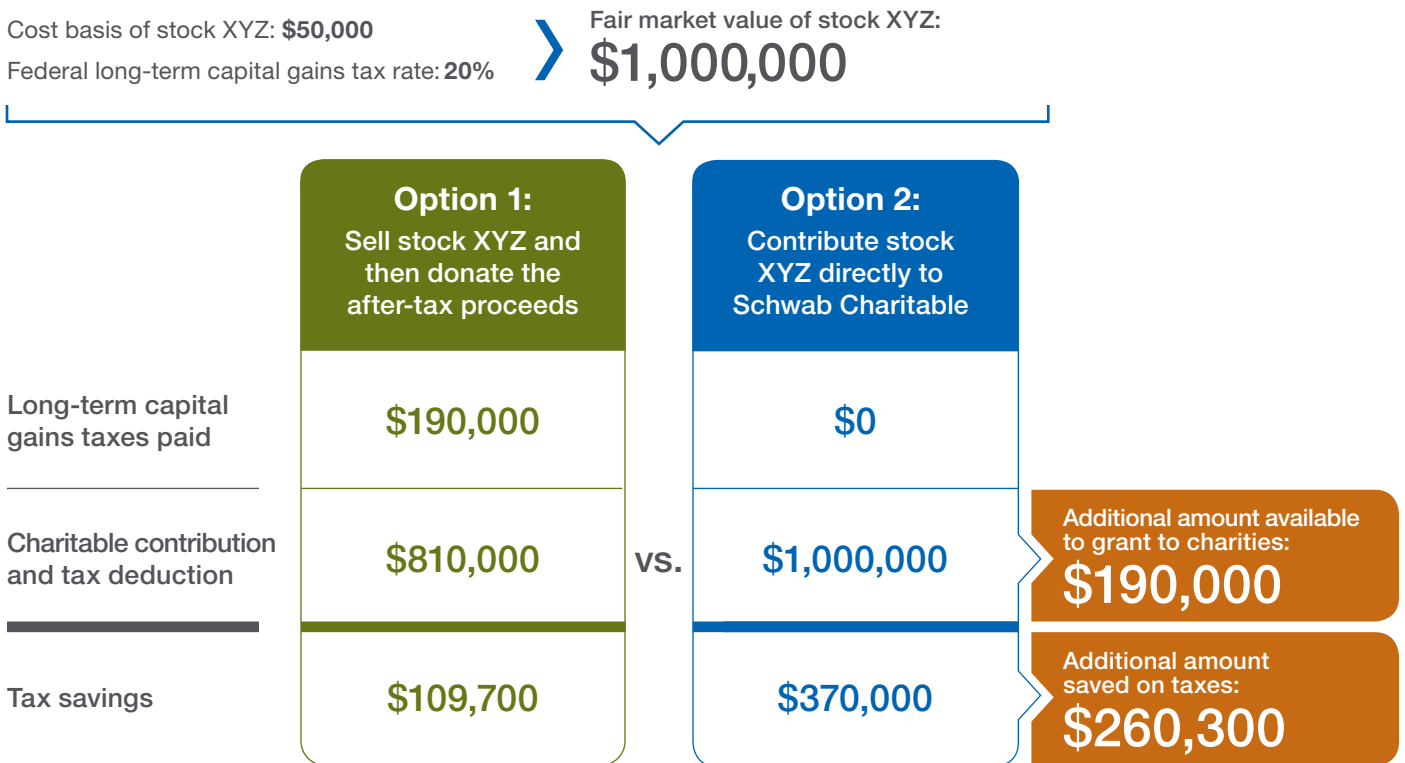 Cost basis of stock XYZ: $50,000
Federal long-term capital gains tax rate: 20%
Fair market value of stock XYZ:
$1,000,000
Option 1:
Sell stock XYZ and
then donate the
after-tax proceeds
Option 2:
Contribute stock
XYZ directly to
Schwab Charitable
Long-term capital
gains taxes paid
$190,000
$0
Charitable contribution
and tax deduction
$810,000
vs.
$1,000,000
Additional amount available
to grant to charities:
$190,000
Tax savings
$109,700
$370,000
Additional amount
saved on taxes:
$260,300